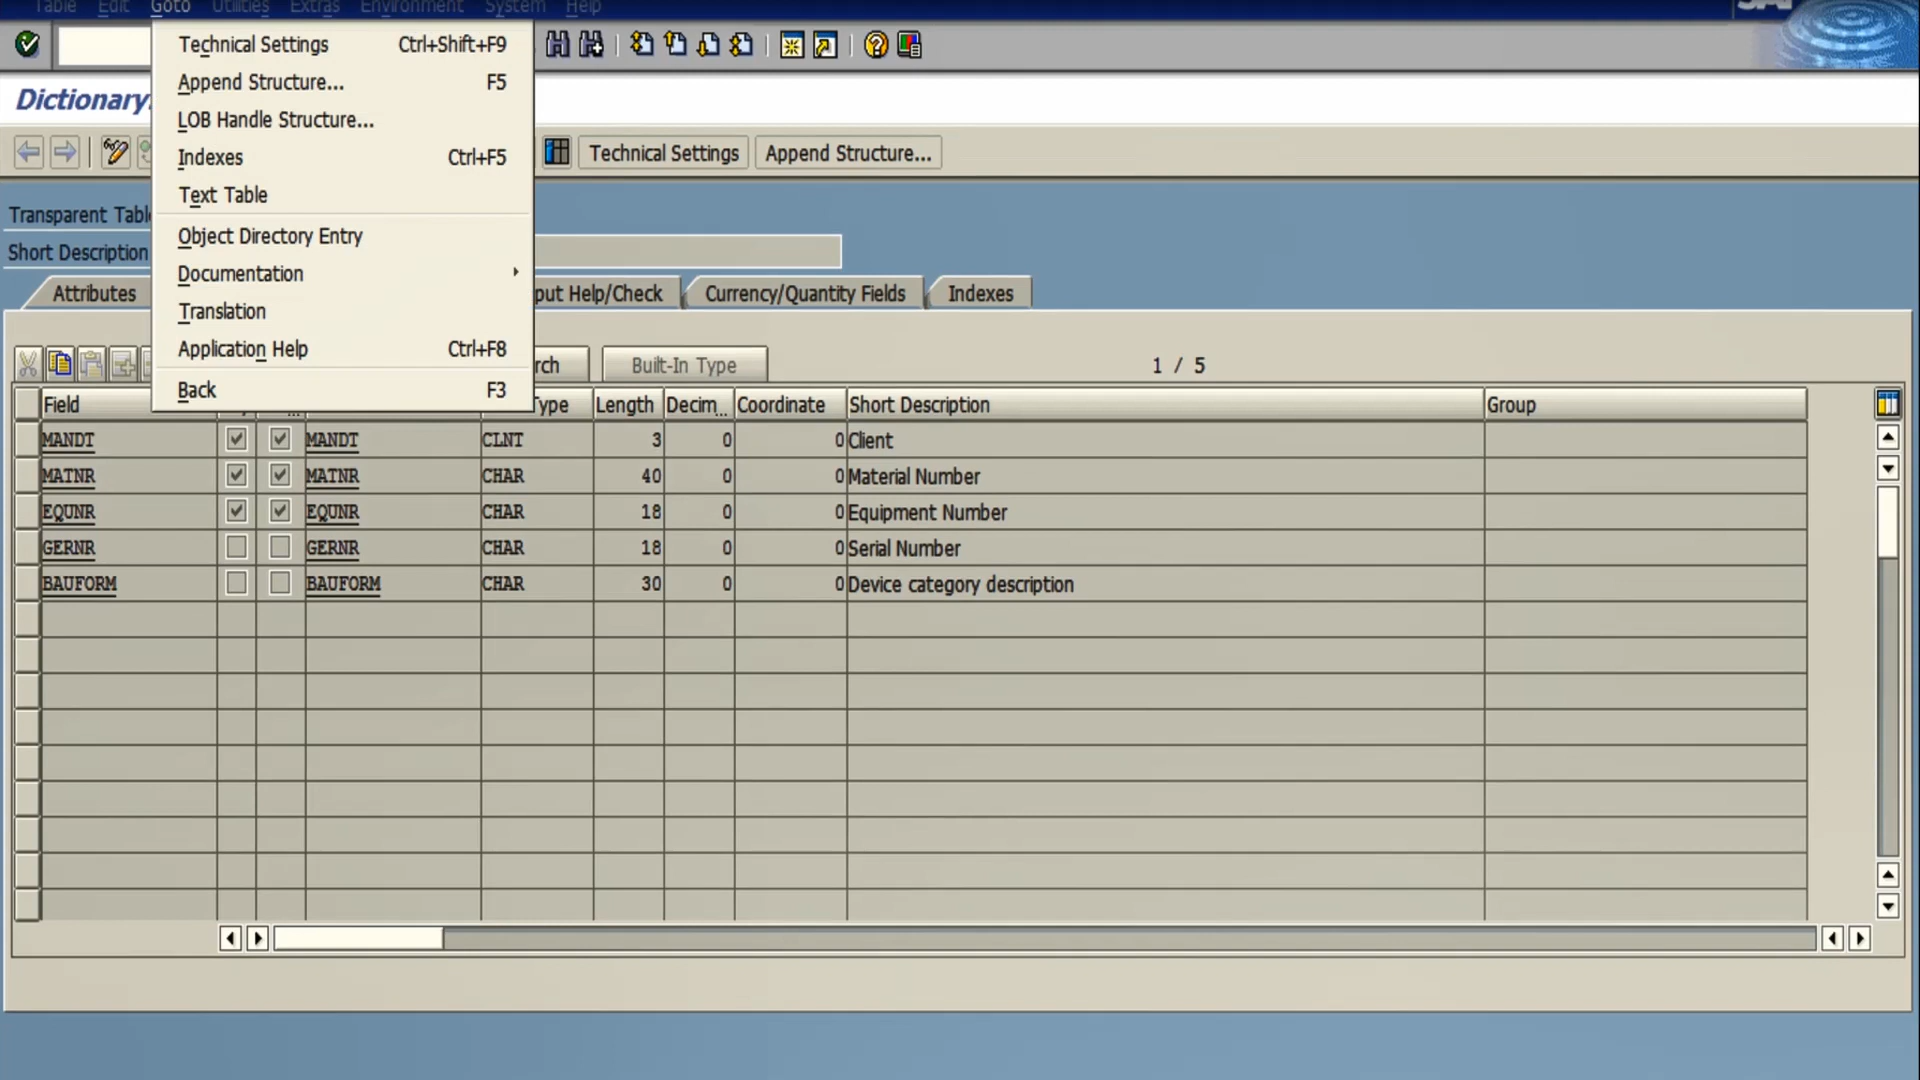 Table Edit Goto Utilities Extras Environment System Help
Technical Settings Ctrl+Shift+F9
Append Structure... F5
LOB Handle Structure...
Indexes Ctrl+F5
Text Table
Object Directory Entry
Documentation
Translation
Application Help Ctrl+F8
Back F3
Dictionary:
Technical Settings Append Structure...
Transparent
Short Description
Attributes Help/Check Currency/Quantity Fields Indexes
Built-In Type 1 / 5
Field Length Decim... Coordinate Short Description Group
MANDT MANDT CLNT 3 0 0 Client
MATNR MATNR CHAR 40 0 0 Material Number
EQUNR EQUNR CHAR 18 0 0 Equipment Number
GERNR GERNR CHAR 18 0 0 Serial Number
BAUFORM BAUFORM CHAR 30 0 0 Device category description